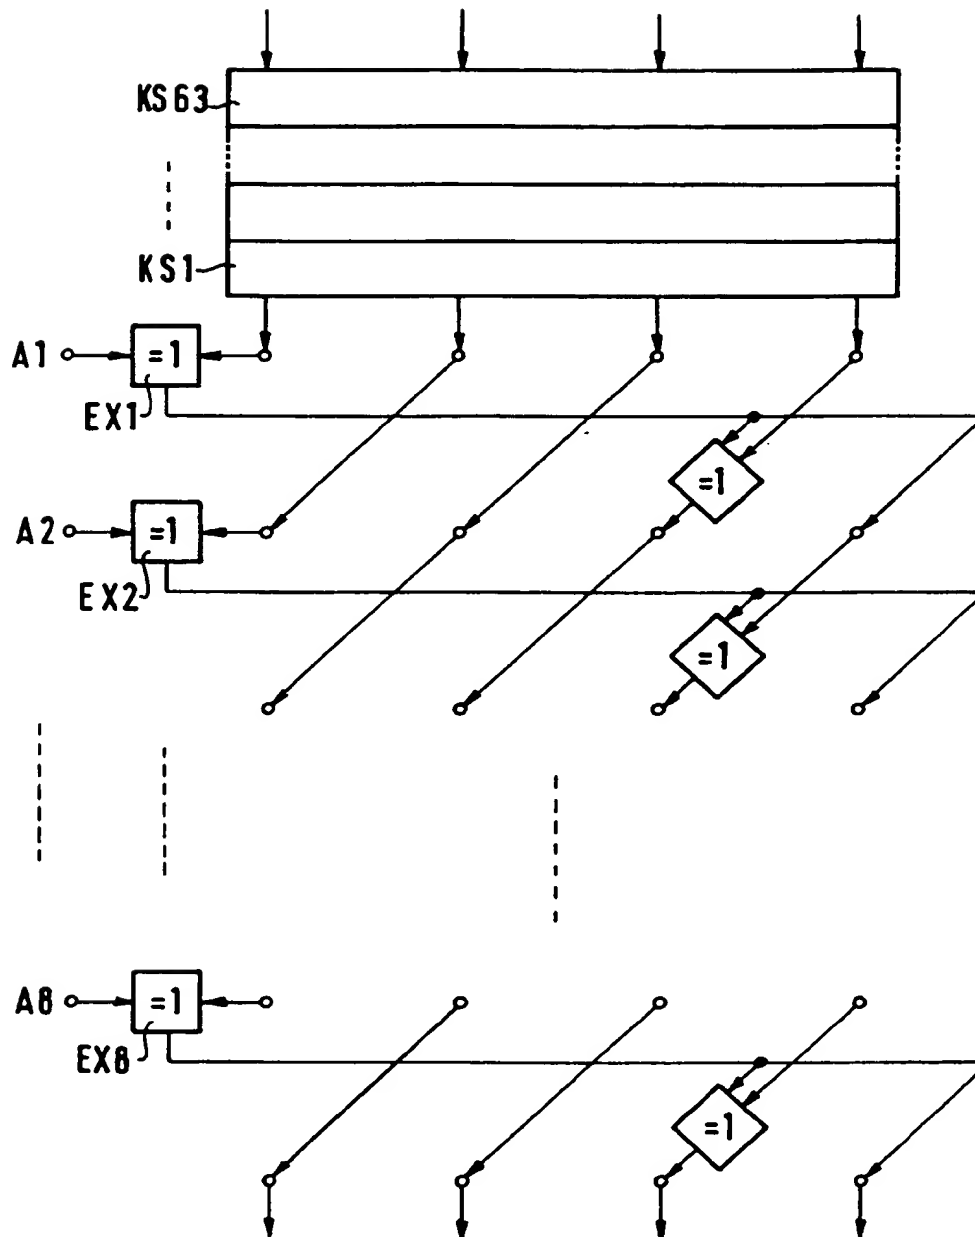 KS63
KS1
A1 =1
EX1
=1
A2 =1
EX2
=1
A8 =1
EX8
=1